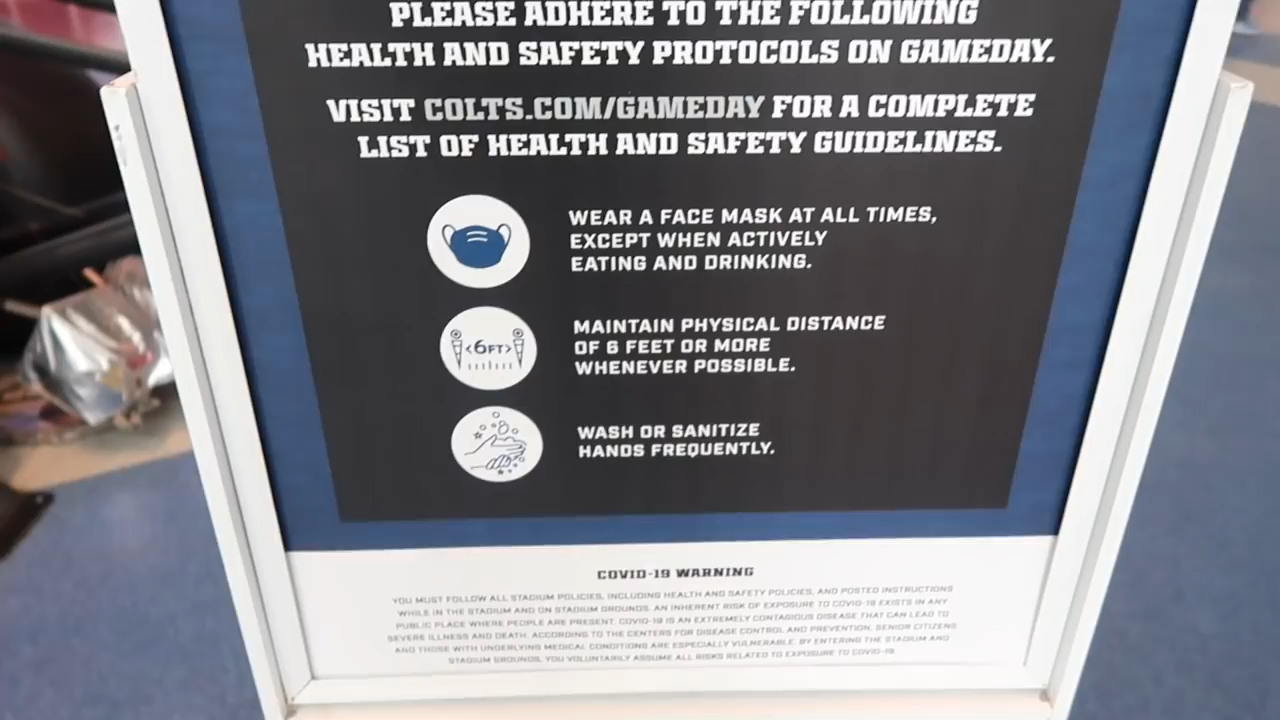 PLEASE ADHERE TO THE FOLLOWING
HEALTH AND SAFETY PROTOCOLS ON GAMEDAY.
VISIT COLTS.COM/GAMEDAY FOR A COMPLETE
LIST OF HEALTH AND SAFETY GUIDELINES.
WEAR A FACE MASK AT ALL TIMES,
EXCEPT WHEN ACTIVELY
EATING AND DRINKING.
<6FT>
MAINTAIN PHYSICAL DISTANCE
OF 6 FEET OR MORE
WHENEVER POSSIBLE.
WASH OR SANITIZE
HANDS FREQUENTLY.
COVID-19 WARNING
YOU MUST FOLLOW ALL STADIUM POLICIES, INCLUDING HEALTH AND SAFETY POLICIES, AND POSTED INSTRUCTIONS
WHILE IN THE STADIUM AND ON STADIUM GROUNDS. AN INHERENT RISK OF EXPOSURE TO COVID-19 EXISTS IN ANY
PUBLIC PLACE WHERE PEOPLE ARE PRESENT. COVID-19 IS AN EXTREMELY CONTAGIOUS DISEASE THAT CAN LEAD TO
SEVERE ILLNESS AND DEATH. ACCORDING TO THE CENTERS FOR DISEASE CONTROL AND PREVENTION, SENIOR CITIZENS
AND THOSE WITH UNDERLYING MEDICAL CONDITIONS ARE ESPECIALLY VULNERABLE. BY ENTERING THE STADIUM AND
STADIUM GROUNDS, YOU VOLUNTARILY ASSUME ALL RISKS RELATED TO EXPOSURE TO COVID-19.